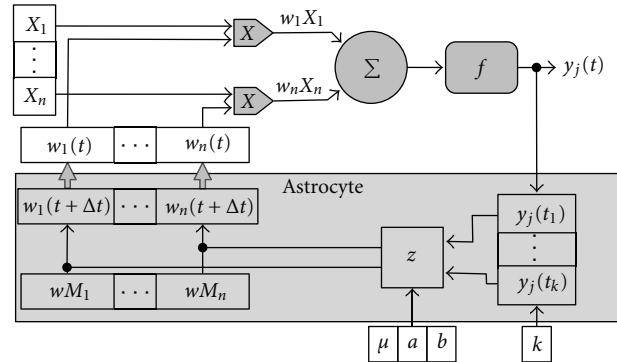 X₁ X w₁X₁
⋮ Σ f yⱼ(t)
Xₙ X wₙXₙ
w₁(t) ··· wₙ(t)
Astrocyte
w₁(t + Δt) ··· wₙ(t + Δt) yⱼ(t₁)
z ⋮
wM₁ ··· wMₙ yⱼ(tₖ)
μ a b k